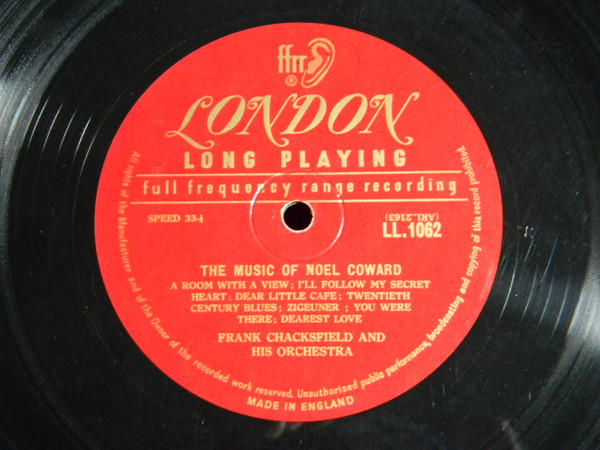 ffrr
®
LONDON
LONG PLAYING
full frequency range recording
SPEED 33-⅓
(ARL.2163)
LL.1062
THE MUSIC OF NOEL COWARD
A ROOM WITH A VIEW; I'LL FOLLOW MY SECRET
HEART; DEAR LITTLE CAFE; TWENTIETH
CENTURY BLUES; ZIGEUNER; YOU WERE
THERE; DEAREST LOVE
FRANK CHACKSFIELD AND
HIS ORCHESTRA
All rights of the Manufacturer and of the Owner of the recorded work reserved. Unauthorised public performance, broadcasting and copying of this record prohibited.
MADE IN ENGLAND